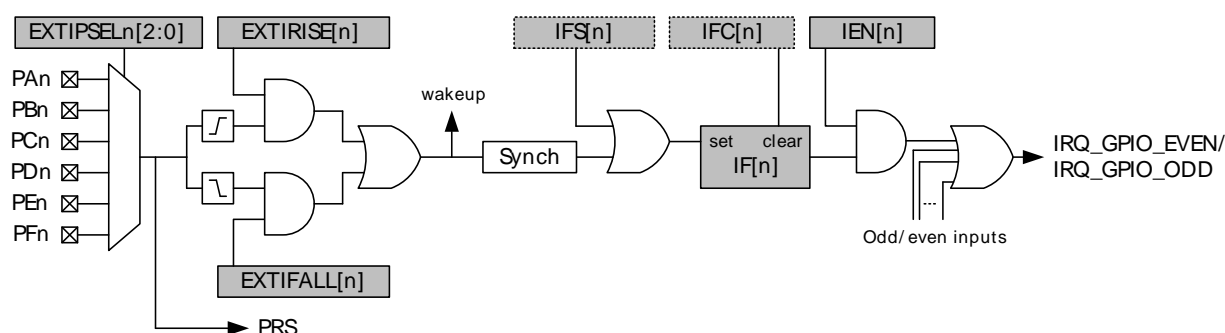 EXTIPSELn[2:0]
EXTIRISE[n]
IFS[n]
IFC[n]
IEN[n]
PAn
PBn
PCn
PDn
PEn
PFn
wakeup
Synch
set clear
IF[n]
IRQ_GPIO_EVEN/
IRQ_GPIO_ODD
...
Odd/even inputs
EXTIFALL[n]
PRS